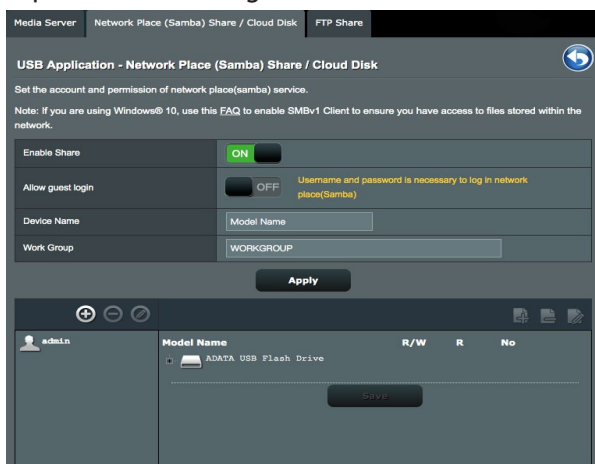 Media Server Network Place (Samba) Share / Cloud Disk FTP Share
USB Application - Network Place (Samba) Share / Cloud Disk
Set the account and permission of network place(samba) service.
Note: If you are using Windows® 10, use this FAQ to enable SMBv1 Client to ensure you have access to files stored within the
network.
Enable Share ON
Allow guest login OFF Username and password is necessary to log in network
place(Samba)
Device Name Model Name
Work Group WORKGROUP
Apply
admin Model Name R/W R No
ADATA USB Flash Drive
Save